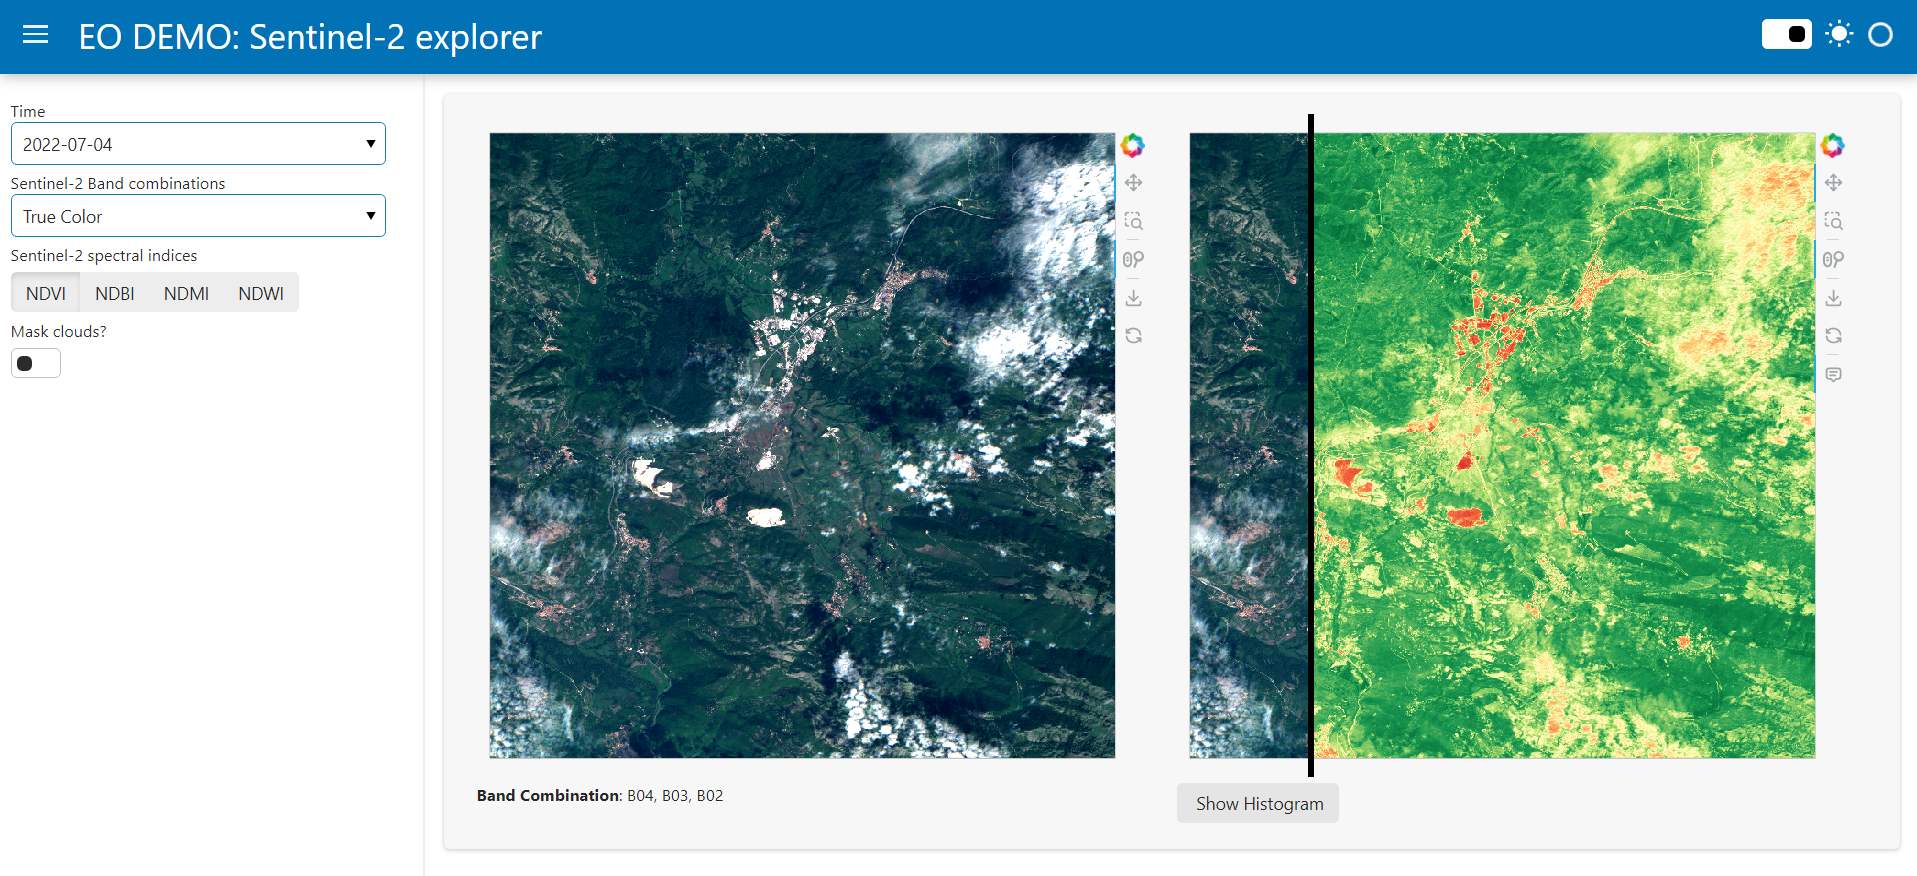 EO DEMO: Sentinel-2 explorer
Time
2022-07-04
Sentinel-2 Band combinations
True Color
Sentinel-2 spectral indices
NDVI NDBI NDMI NDWI
Mask clouds?
Band Combination: B04, B03, B02
Show Histogram